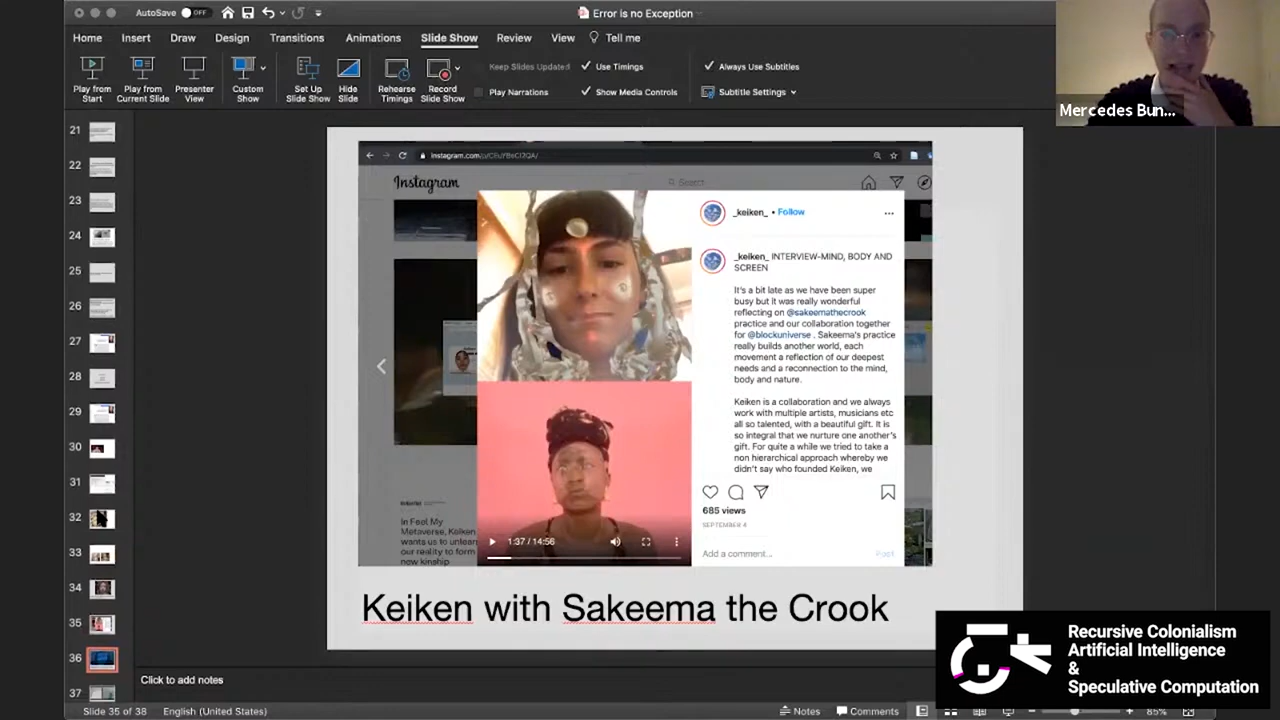 AutoSave OFF
Error is no Exception
Home Insert Draw Design Transitions Animations Slide Show Review View Tell me
Play from Start
Play from Current Slide
Presenter View
Custom Show
Set Up Slide Show
Hide Slide
Rehearse Timings
Record Slide Show
Keep Slides Updated
Use Timings
Play Narrations
Show Media Controls
Always Use Subtitles
Subtitle Settings
Mercedes Bun...
21
22
23
24
25
26
27
28
29
30
31
32
33
34
35
36
37
Instagram
Search
_keiken_ • Follow
_keiken_ INTERVIEW-MIND, BODY AND
SCREEN
It's a bit late as we have been super
busy but it was really wonderful
reflecting on @sakeemathecrook
practice and our collaboration together
for @blockuniverse . Sakeema's practice
really builds another world, each
movement a reflection of our deepest
needs and a reconnection to the mind,
body and nature.
Keiken is a collaboration and we always
work with multiple artists, musicians etc
all so talented, with a beautiful gift. It is
so integral that we nurture one another's
gift. For quite a while we tried to take a
non hierarchical approach whereby we
didn't say who founded Keiken, we
685 views
SEPTEMBER 4
Add a comment... Post
1:37 / 14:56
In Feel My
Metaverse, Keiken
wants us to unlearn
our reality to form
new kinship
Keiken with Sakeema the Crook
Click to add notes
Slide 35 of 38 English (United States) Notes Comments 85%
Recursive Colonialism
Artificial Intelligence
&
Speculative Computation